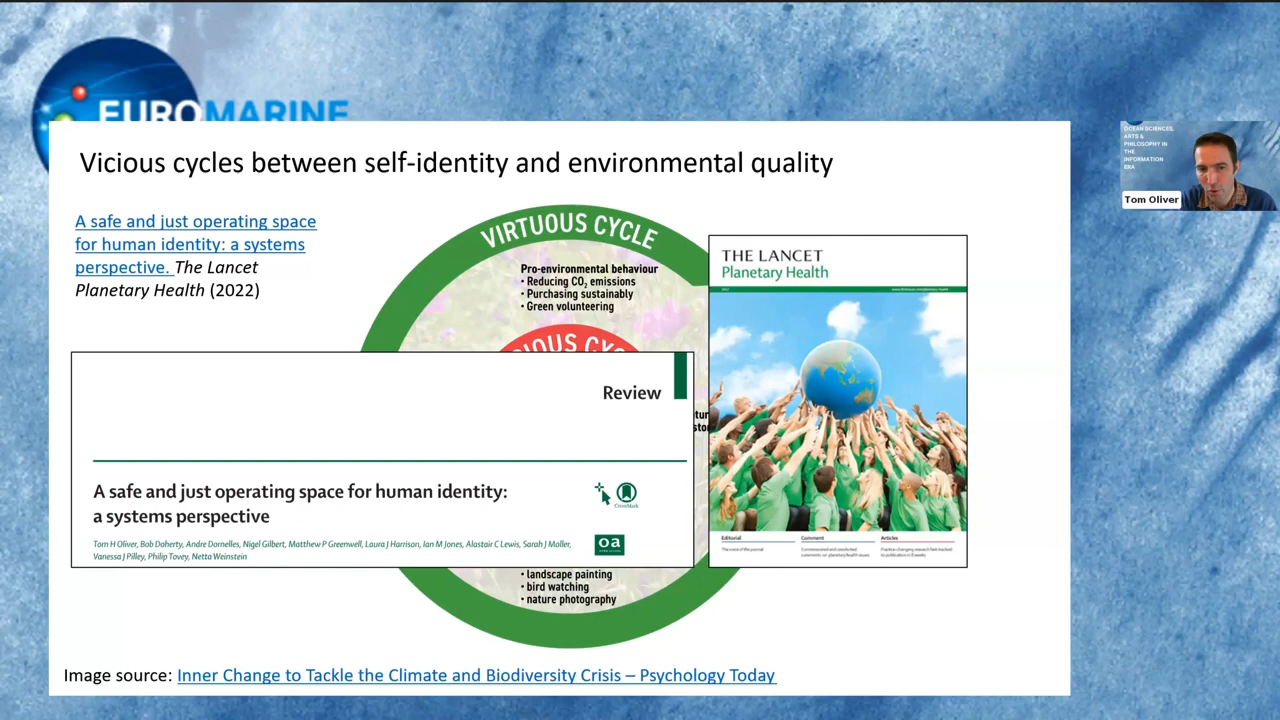 EUROMARINE
Vicious cycles between self-identity and environmental quality
A safe and just operating space
for human identity: a systems
perspective. The Lancet
Planetary Health (2022)
VIRTUOUS CYCLE
Pro-environmental behaviour
• Reducing CO₂ emissions
• Purchasing sustainably
• Green volunteering
Review
A safe and just operating space for human identity:
a systems perspective
CrossMark
oa
Tom H Oliver, Bob Doherty, Andre Dornelles, Nigel Gilbert, Matthew P Greenwell, Laura J Harrison, Ian M Jones, Alastair C Lewis, Sarah J Moller,
Vanessa J Pilley, Philip Tovey, Netta Weinstein
• landscape painting
• bird watching
• nature photography
THE LANCET
Planetary Health
Editorial
Comment
Articles
Image source: Inner Change to Tackle the Climate and Biodiversity Crisis – Psychology Today
OCEAN SCIENCES,
ARTS &
PHILOSOPHY IN
THE
INFORMATION
ERA
Tom Oliver